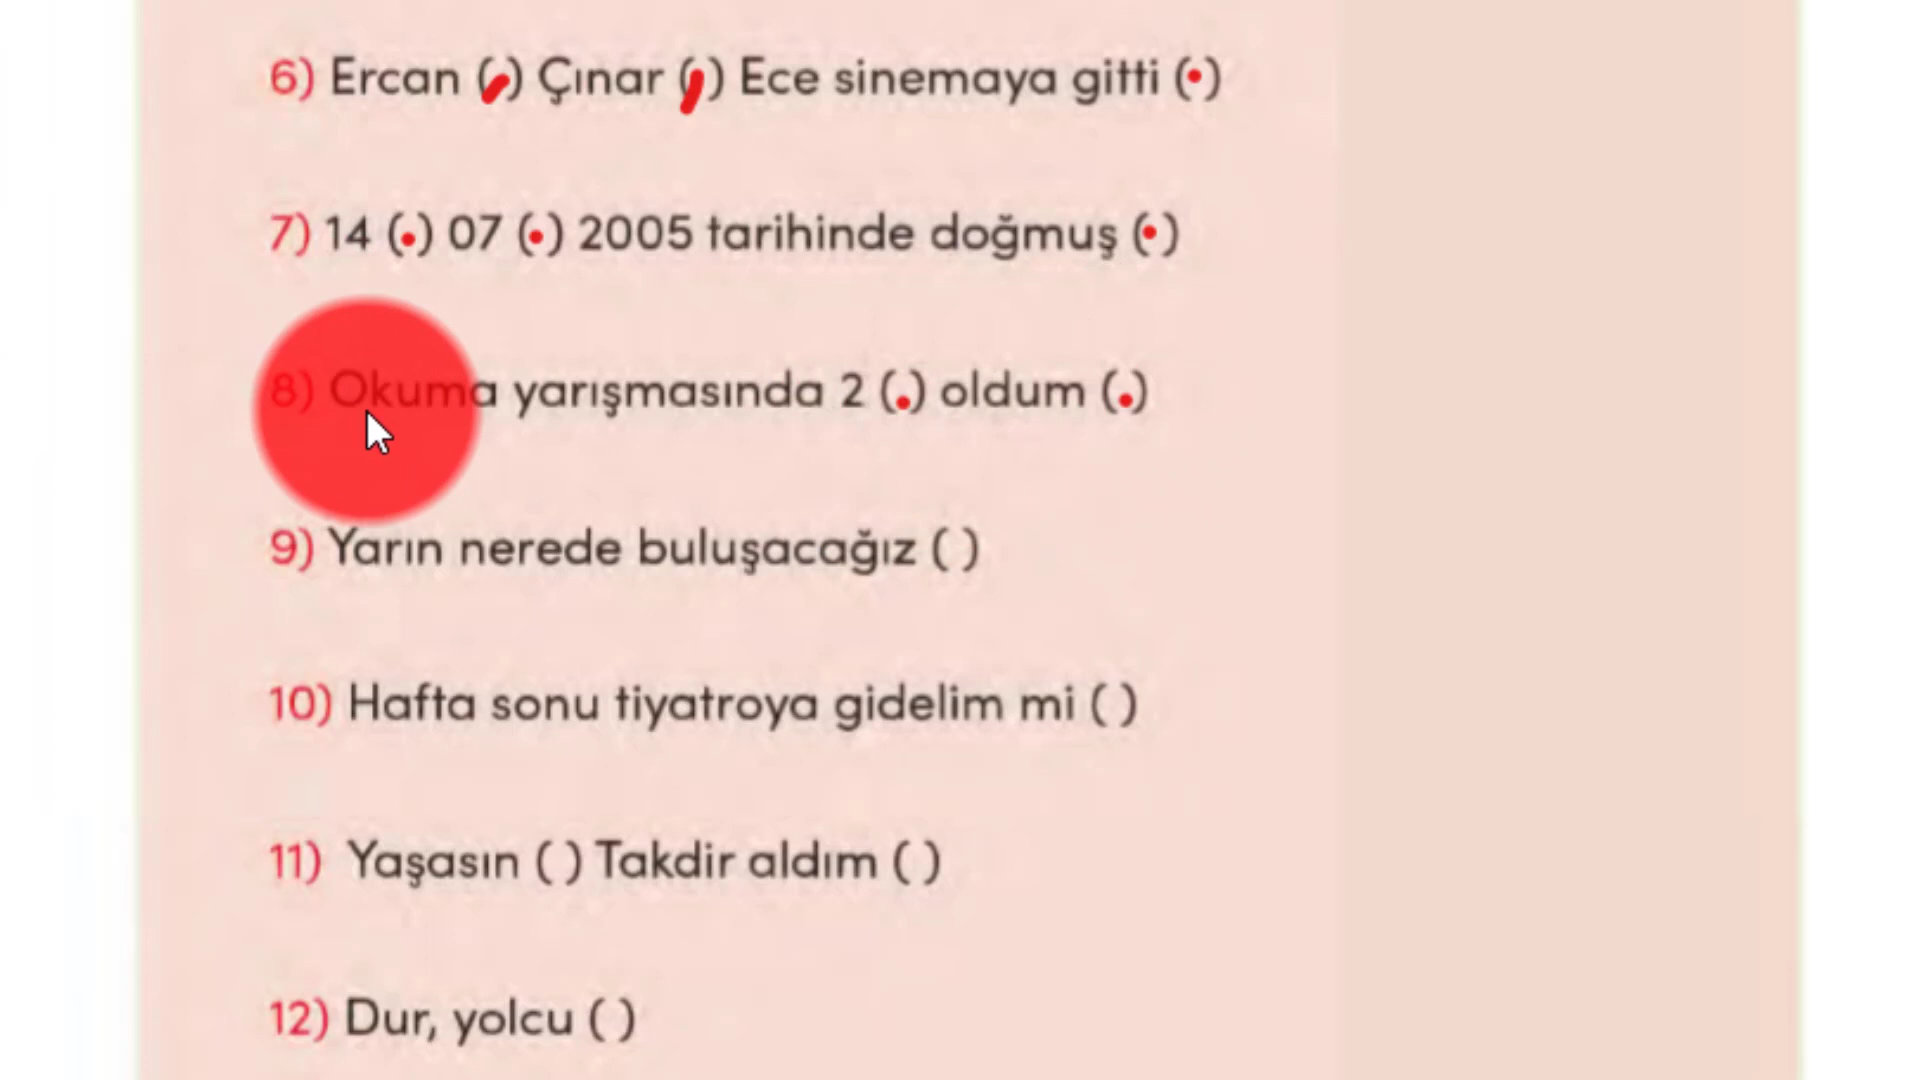 6) Ercan (,) Çınar (,) Ece sinemaya gitti (.)
7) 14 (.) 07 (.) 2005 tarihinde doğmuş (.)
8) Okuma yarışmasında 2 (.) oldum (.)
9) Yarın nerede buluşacağız ( )
10) Hafta sonu tiyatroya gidelim mi ( )
11) Yaşasın ( ) Takdir aldım ( )
12) Dur, yolcu ( )